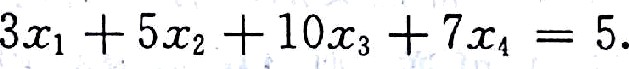 3x₁ + 5x₂ + 10x₃ + 7x₄ = 5.